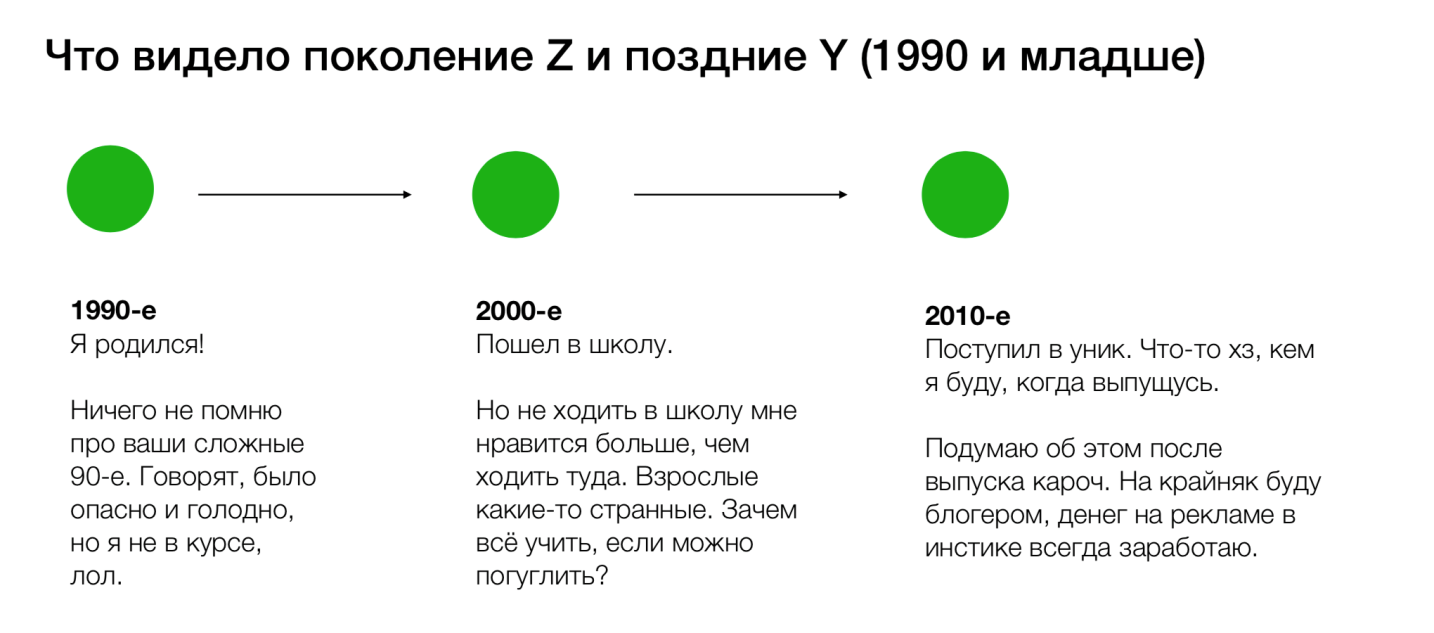 Что видело поколение Z и поздние Y (1990 и младше)
1990-е
Я родился!
Ничего не помню
про ваши сложные
90-е. Говорят, было
опасно и голодно,
но я не в курсе,
лол.
2000-е
Пошел в школу.
Но не ходить в школу мне
нравится больше, чем
ходить туда. Взрослые
какие-то странные. Зачем
всё учить, если можно
погуглить?
2010-е
Поступил в уник. Что-то хз, кем
я буду, когда выпущусь.
Подумаю об этом после
выпуска кароч. На крайняк буду
блогером, денег на рекламе в
инстике всегда заработаю.